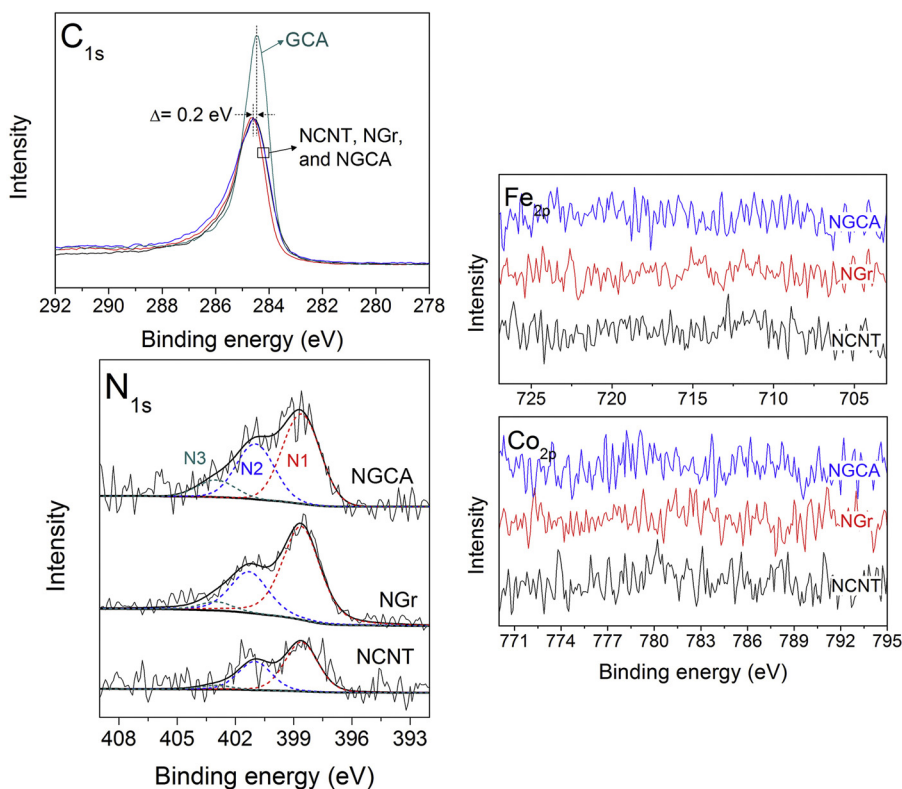 C1s
GCA
Δ= 0.2 eV
NCNT, NGr,
and NGCA
Intensity
292 290 288 286 284 282 280 278
Binding energy (eV)
N1s
N3 N2 N1
NGCA
NGr
NCNT
Intensity
408 405 402 399 396 393
Binding energy (eV)
Fe2p
NGCA
NGr
NCNT
Intensity
725 720 715 710 705
Co2p
NGCA
NGr
NCNT
Intensity
771 774 777 780 783 786 789 792 795
Binding energy (eV)